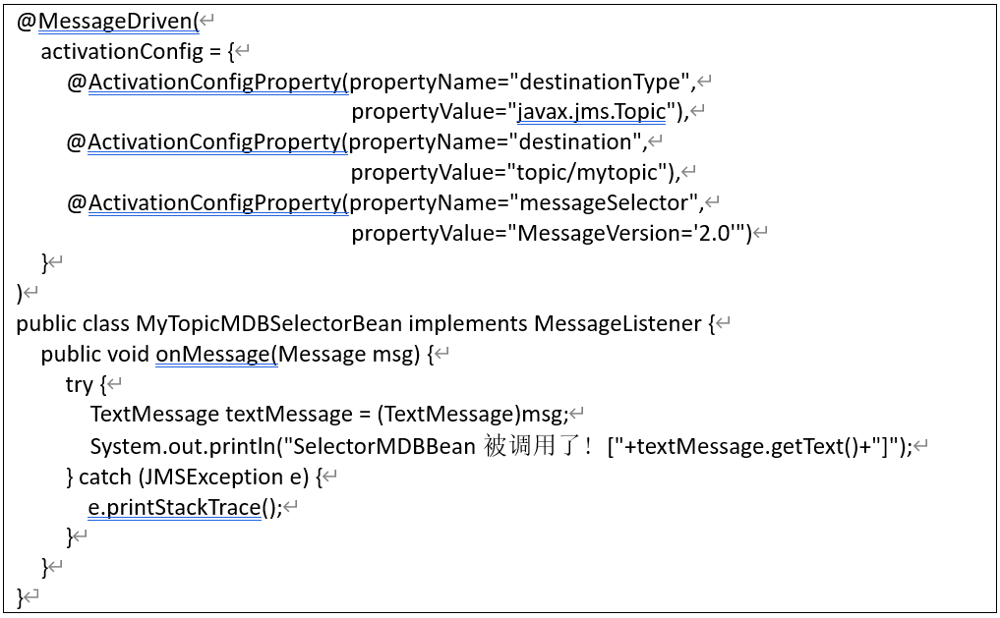 @MessageDriven(
activationConfig = {
@ActivationConfigProperty(propertyName="destinationType",
propertyValue="javax.jms.Topic"),
@ActivationConfigProperty(propertyName="destination",
propertyValue="topic/mytopic"),
@ActivationConfigProperty(propertyName="messageSelector",
propertyValue="MessageVersion='2.0'")
}
)
public class MyTopicMDBSelectorBean implements MessageListener {
public void onMessage(Message msg) {
try {
TextMessage textMessage = (TextMessage)msg;
System.out.println("SelectorMDBBean 被调用了！["+textMessage.getText()+"]");
} catch (JMSException e) {
e.printStackTrace();
}
}
}